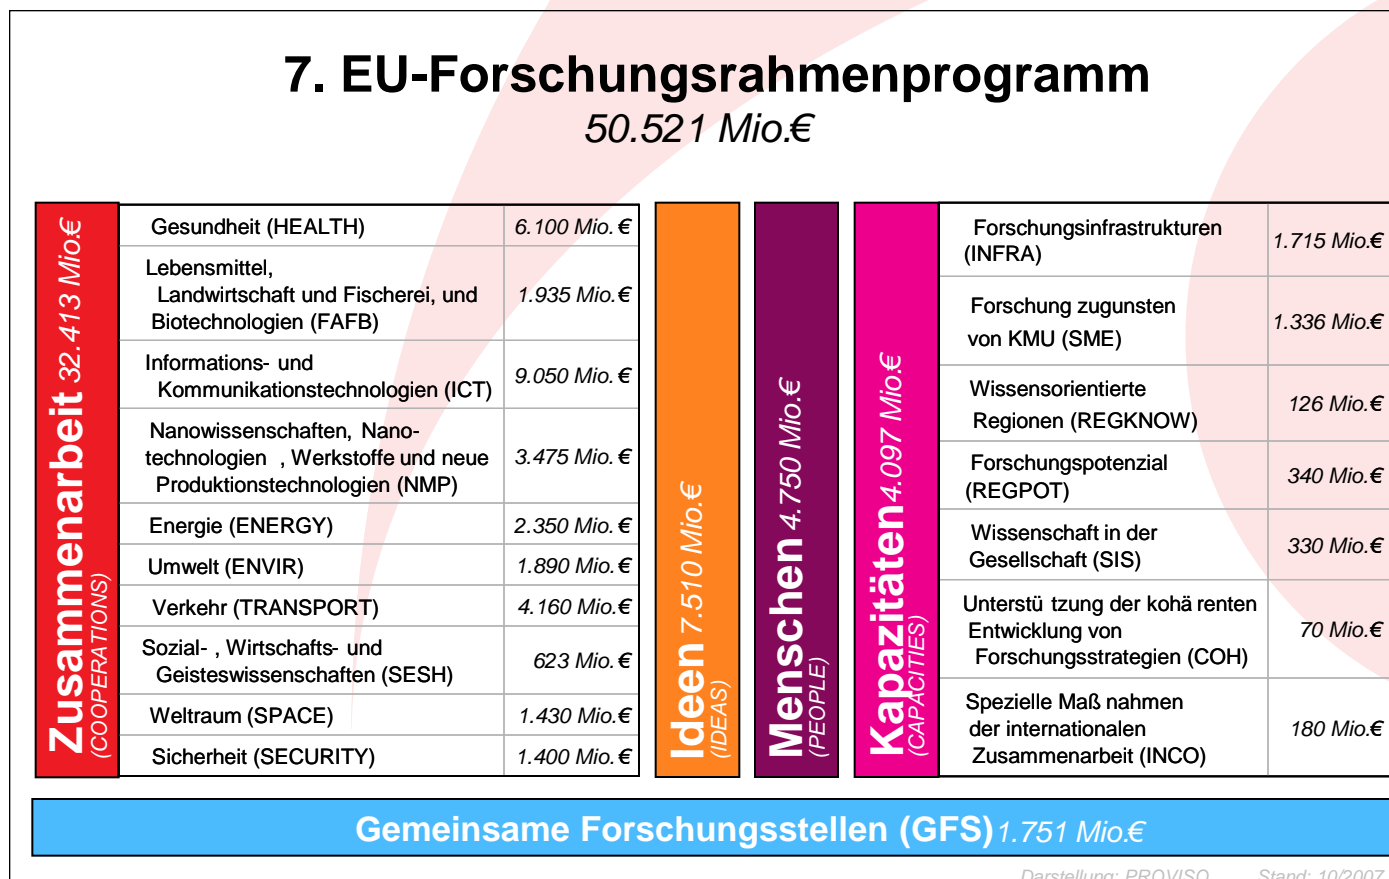 7. EU-Forschungsrahmenprogramm
50.521 Mio.€
Zusammenarbeit 32.413 Mio.€
(COOPERATIONS)
Gesundheit (HEALTH) 6.100 Mio. €
Lebensmittel,
Landwirtschaft und Fischerei, und
Biotechnologien (FAFB)
1.935 Mio. €
Informations- und
Kommunikationstechnologien (ICT)
9.050 Mio. €
Nanowissenschaften, Nano-
technologien , Werkstoffe und neue
Produktionstechnologien (NMP)
3.475 Mio. €
Energie (ENERGY) 2.350 Mio. €
Umwelt (ENVIR) 1.890 Mio. €
Verkehr (TRANSPORT) 4.160 Mio. €
Sozial- , Wirtschafts- und
Geisteswissenschaften (SESH)
623 Mio. €
Weltraum (SPACE) 1.430 Mio. €
Sicherheit (SECURITY) 1.400 Mio. €
Ideen 7.510 Mio.€
(IDEAS)
Menschen 4.750 Mio.€
(PEOPLE)
Kapazitäten 4.097 Mio.€
(CAPACITIES)
Forschungsinfrastrukturen
(INFRA)
1.715 Mio.€
Forschung zugunsten
von KMU (SME)
1.336 Mio.€
Wissensorientierte
Regionen (REGKNOW)
126 Mio.€
Forschungspotenzial
(REGPOT)
340 Mio.€
Wissenschaft in der
Gesellschaft (SIS)
330 Mio.€
Unterstü tzung der kohä renten
Entwicklung von
Forschungsstrategien (COH)
70 Mio.€
Spezielle Maß nahmen
der internationalen
Zusammenarbeit (INCO)
180 Mio.€
Gemeinsame Forschungsstellen (GFS) 1.751 Mio.€
Darstellung: PROVISO Stand: 10/2007